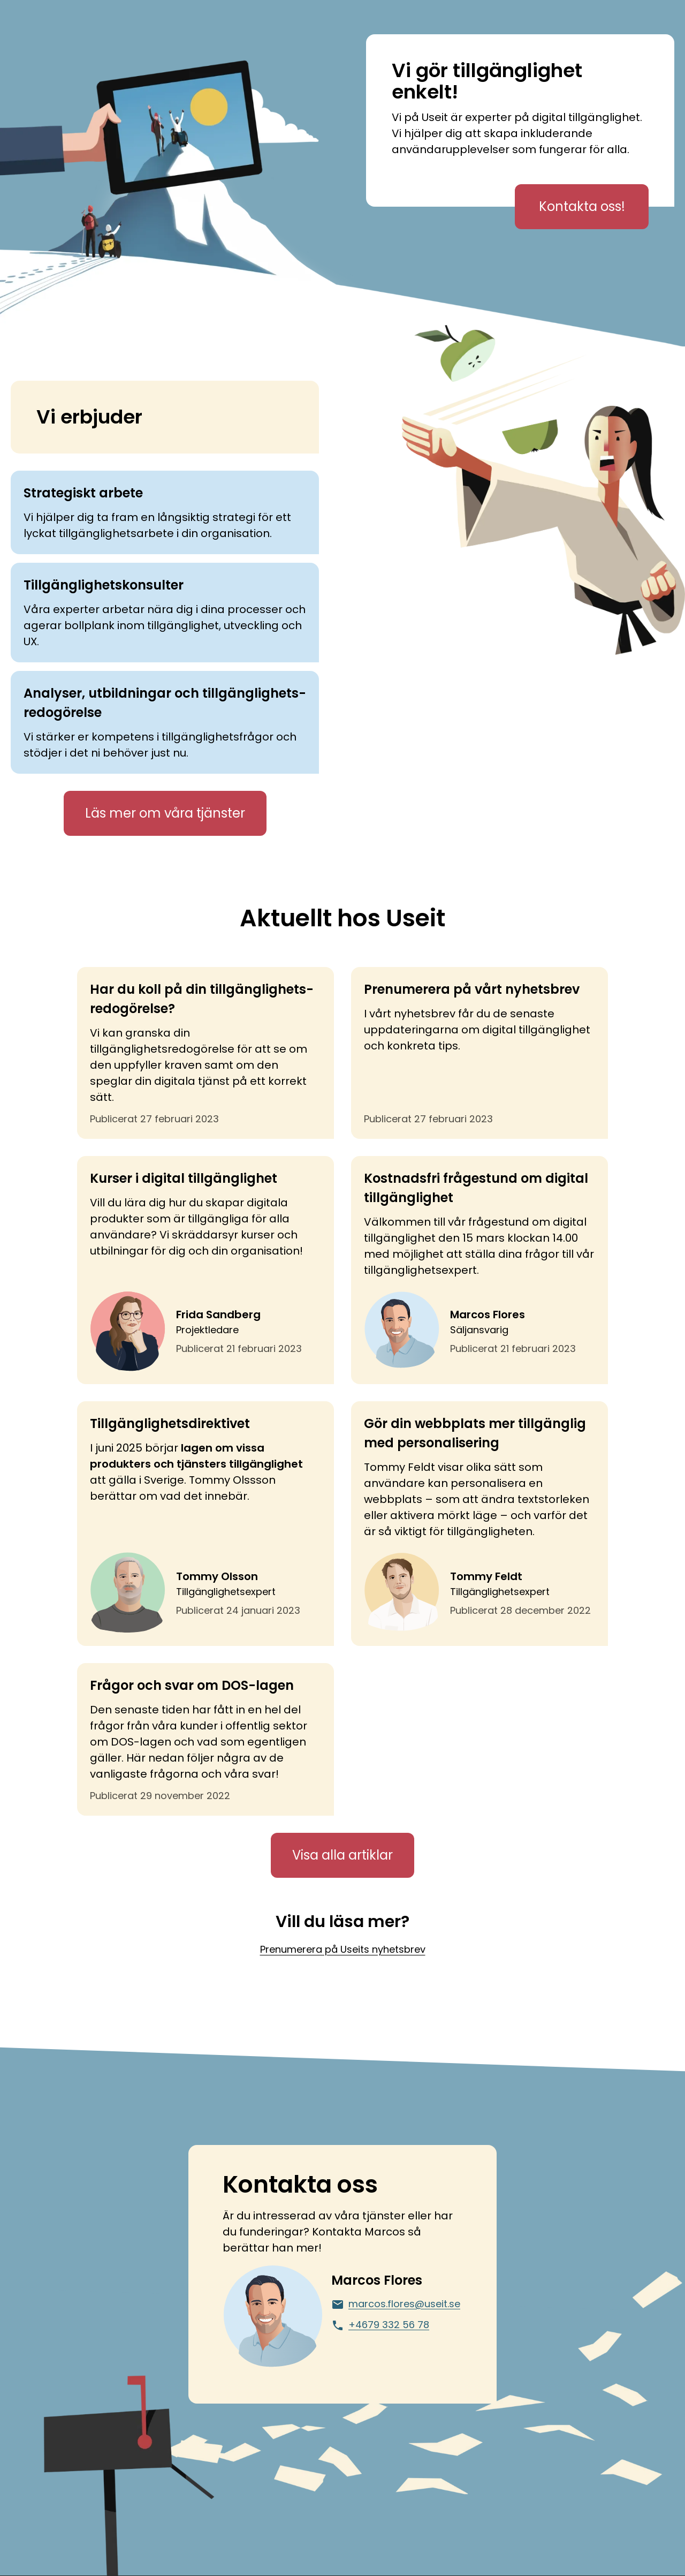 Vi gör tillgänglighet
enkelt!
Vi på Useit är experter på digital tillgänglighet.
Vi hjälper dig att skapa inkluderande
användarupplevelser som fungerar för alla.
Kontakta oss!
Vi erbjuder
Strategiskt arbete
Vi hjälper dig ta fram en långsiktig strategi för ett
lyckat tillgänglighetsarbete i din organisation.
Tillgänglighetskonsulter
Våra experter arbetar nära dig i dina processer och
agerar bollplank inom tillgänglighet, utveckling och
UX.
Analyser, utbildningar och tillgänglighets-
redogörelse
Vi stärker er kompetens i tillgänglighetsfrågor och
stödjer i det ni behöver just nu.
Läs mer om våra tjänster
Aktuellt hos Useit
Har du koll på din tillgänglighets-
redogörelse?
Vi kan granska din
tillgänglighetsredogörelse för att se om
den uppfyller kraven samt om den
speglar din digitala tjänst på ett korrekt
sätt.
Publicerat 27 februari 2023
Prenumerera på vårt nyhetsbrev
I vårt nyhetsbrev får du de senaste
uppdateringarna om digital tillgänglighet
och konkreta tips.
Publicerat 27 februari 2023
Kurser i digital tillgänglighet
Vill du lära dig hur du skapar digitala
produkter som är tillgängliga för alla
användare? Vi skräddarsyr kurser och
utbilningar för dig och din organisation!
Frida Sandberg
Projektledare
Publicerat 21 februari 2023
Kostnadsfri frågestund om digital
tillgänglighet
Välkommen till vår frågestund om digital
tillgänglighet den 15 mars klockan 14.00
med möjlighet att ställa dina frågor till vår
tillgänglighetsexpert.
Marcos Flores
Säljansvarig
Publicerat 21 februari 2023
Tillgänglighetsdirektivet
I juni 2025 börjar lagen om vissa
produkters och tjänsters tillgänglighet
att gälla i Sverige. Tommy Olssson
berättar om vad det innebär.
Tommy Olsson
Tillgänglighetsexpert
Publicerat 24 januari 2023
Gör din webbplats mer tillgänglig
med personalisering
Tommy Feldt visar olika sätt som
användare kan personalisera en
webbplats – som att ändra textstorleken
eller aktivera mörkt läge – och varför det
är så viktigt för tillgängligheten.
Tommy Feldt
Tillgänglighetsexpert
Publicerat 28 december 2022
Frågor och svar om DOS-lagen
Den senaste tiden har fått in en hel del
frågor från våra kunder i offentlig sektor
om DOS-lagen och vad som egentligen
gäller. Här nedan följer några av de
vanligaste frågorna och våra svar!
Publicerat 29 november 2022
Visa alla artiklar
Vill du läsa mer?
Prenumerera på Useits nyhetsbrev
Kontakta oss
Är du intresserad av våra tjänster eller har
du funderingar? Kontakta Marcos så
berättar han mer!
Marcos Flores
marcos.flores@useit.se
+4679 332 56 78